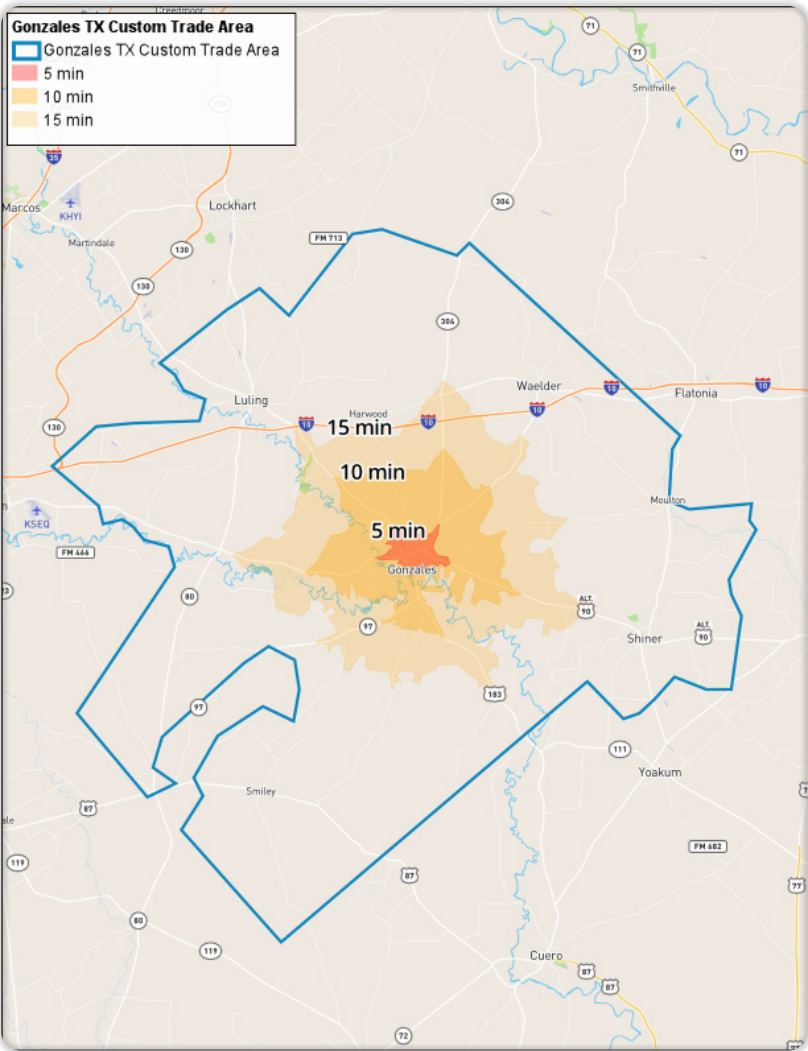 Creedmoor
Gonzales TX Custom Trade Area
Gonzales TX Custom Trade Area
5 min
10 min
15 min
130
71
71
Smithville
71
35
Marcos
KHYI
Lockhart
304
FM 713
Martindale
130
130
304
Waelder
10
10
Flatonia
Luling
Harwood
10
10
10
15 min
130
10 min
Moulton
KSEQ
5 min
FM 466
Gonzales
80
ALT.
90
97
Shiner
ALT.
90
183
97
111
Yoakum
Smiley
87
FM 682
119
87
77
80
119
Cuero
87
87
72